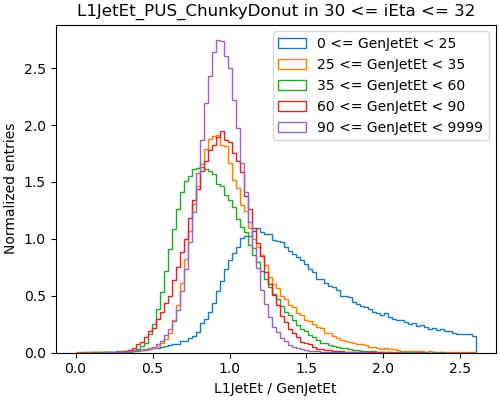 L1JetEt_PUS_ChunkyDonut in 30 <= iEta <= 32
0 <= GenJetEt < 25
25 <= GenJetEt < 35
35 <= GenJetEt < 60
60 <= GenJetEt < 90
90 <= GenJetEt < 9999
Normalized entries
2.5
2.0
1.5
1.0
0.5
0.0
0.0 0.5 1.0 1.5 2.0 2.5
L1JetEt / GenJetEt